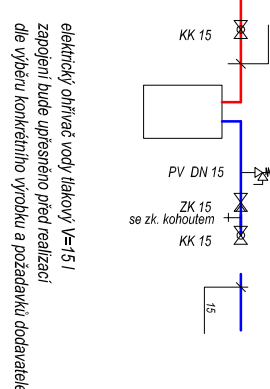 KK 15
PV DN 15
ZK 15
se zk. kohoutem
KK 15
15
elektrický ohřívač vody tlakový V=15 l
zapojení bude upřesněno před realizací
dle výběru konkrétního výrobku a požadavků dodavatele